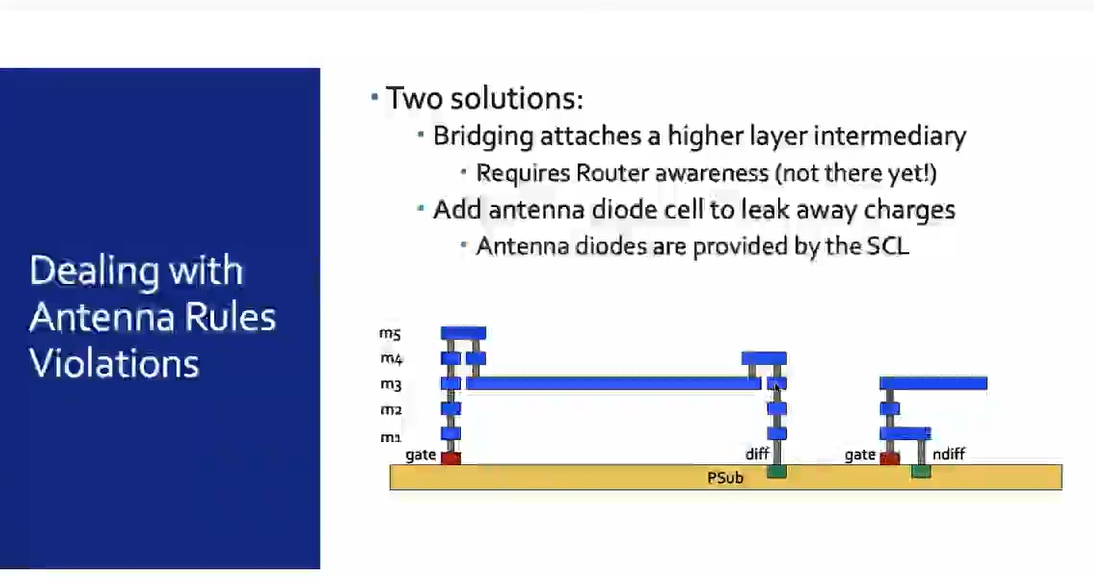 Dealing with
Antenna Rules
Violations
Two solutions:
Bridging attaches a higher layer intermediary
Requires Router awareness (not there yet!)
Add antenna diode cell to leak away charges
Antenna diodes are provided by the SCL
m5
m4
m3
m2
m1
gate
diff
gate
ndiff
PSub